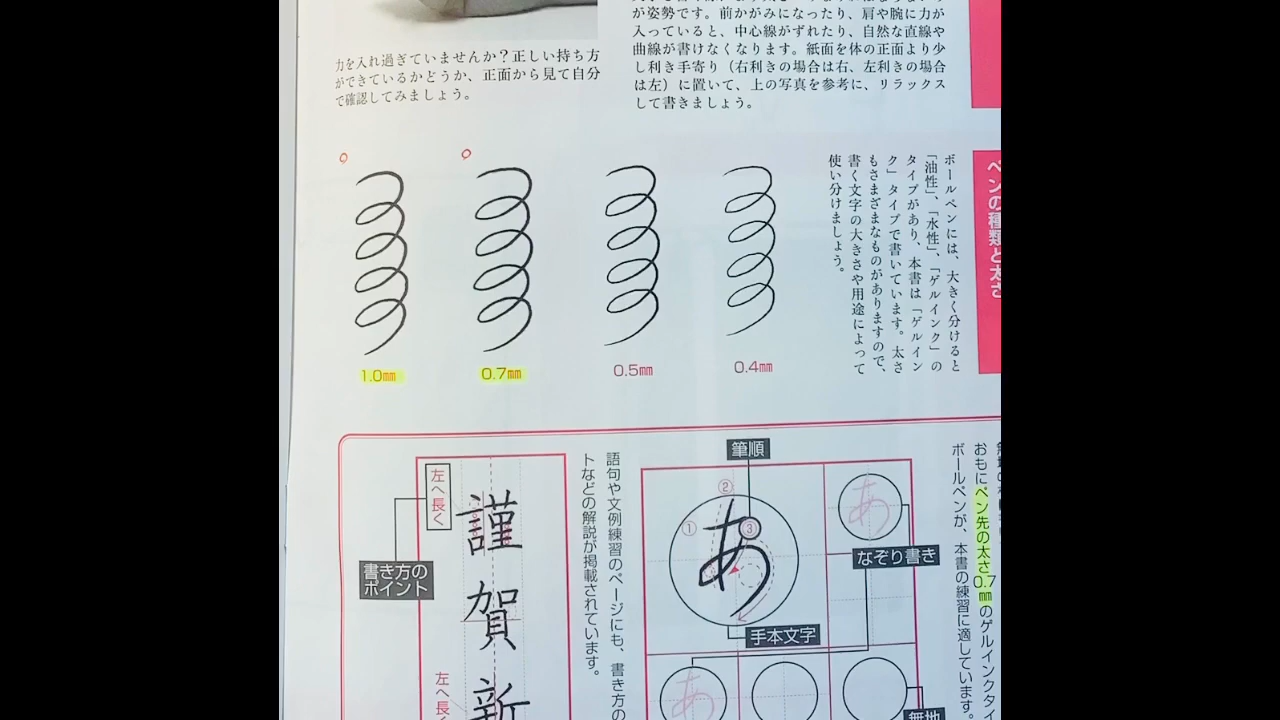 力を入れ過ぎていませんか？正しい持ち方
ができているかどうか、正面から見て自分
で確認してみましょう。
が姿勢です。前かがみになったり、肩や腕に力が
入っていると、中心線がずれたり、自然な直線や
曲線が書けなくなります。紙面を体の正面より少
し利き手寄り（右利きの場合は右、左利きの場合
は左）に置いて、上の写真を参考に、リラックス
して書きましょう。
ペンの種類と太さ
ボールペンには、大きく分けると
「油性」、「水性」、「ゲルインク」の
タイプがあり、本書は「ゲルイン
ク」タイプで書いています。太さ
もさまざまなものがありますので、
書く文字の大きさや用途によって
使い分けましょう。
1.0㎜
0.7㎜
0.5㎜
0.4㎜
おもにペン先の太さ0.7㎜のゲルインクタイ
ボールペンが、本書の練習に適しています。
筆順
①
②
③
あ
あ
なぞり書き
手本文字
あ
無地
語句や文例練習のページにも、書き方の
トなどの解説が掲載されています。
左へ長く
書き方の
ポイント
謹賀新
左へ長く